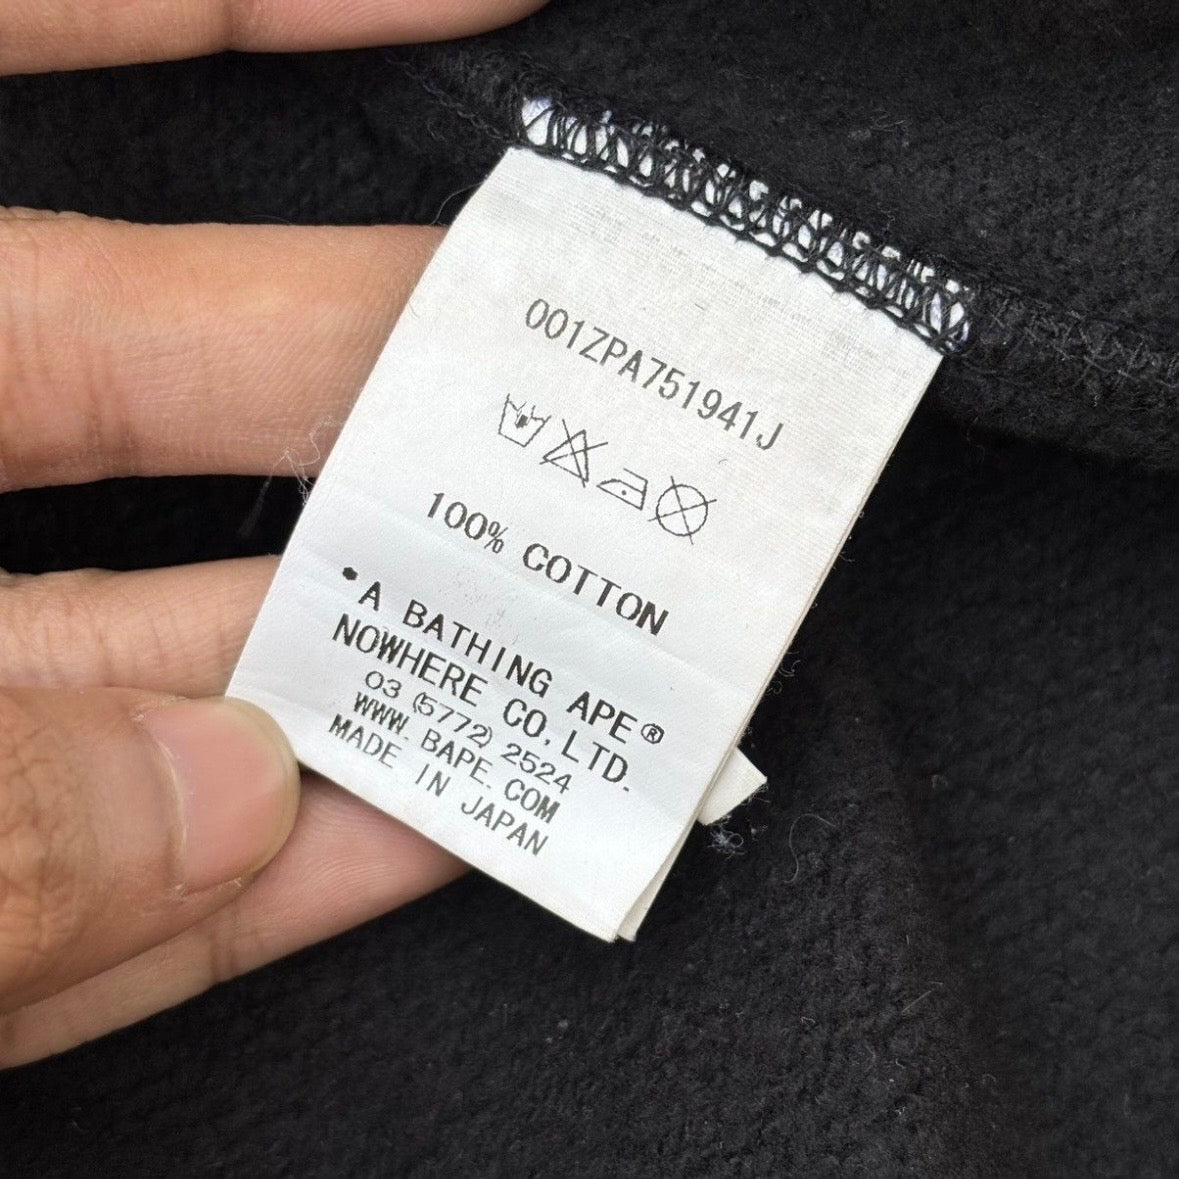 001ZPA751941J
100% COTTON
•A BATHING APE®
NOWHERE CO,LTD.
03 (5772) 2524
WWW. BAPE. COM
MADE IN JAPAN